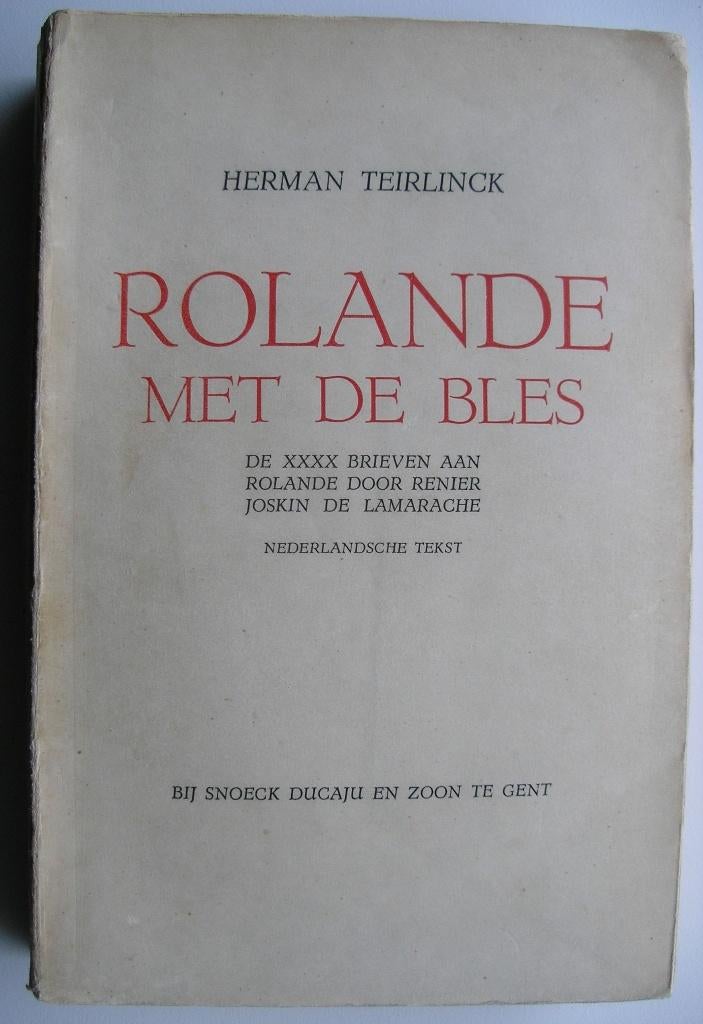 HERMAN TEIRLINCK
ROLANDE
MET DE BLES
DE XXXX BRIEVEN AAN
ROLANDE DOOR RENIER
JOSKIN DE LAMARACHE
NEDERLANDSCHE TEKST
BIJ SNOECK DUCAJU EN ZOON TE GENT